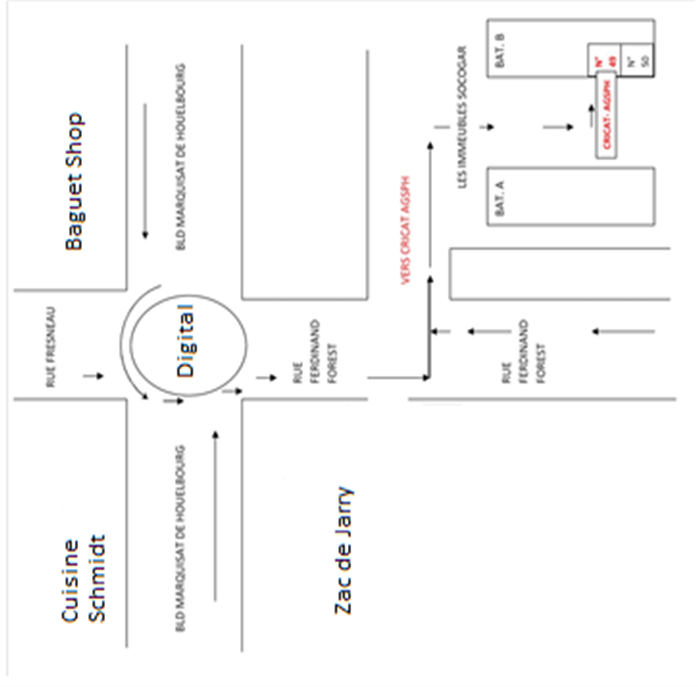 Baguet Shop
BLD MARQUISAT DE HOUELBOURG
RUE FRESNEAU
Digital
RUE
FERDINAND
FOREST
VERS CRICAT AGSPH
LES IMMEUBLES SOCOGAR
BAT. B
N°
49
N°
50
CRICAT- AGSPH
BAT. A
RUE
FERDINAND
FOREST
Cuisine
Schmidt
BLD MARQUISAT DE HOUELBOURG
Zac de Jarry